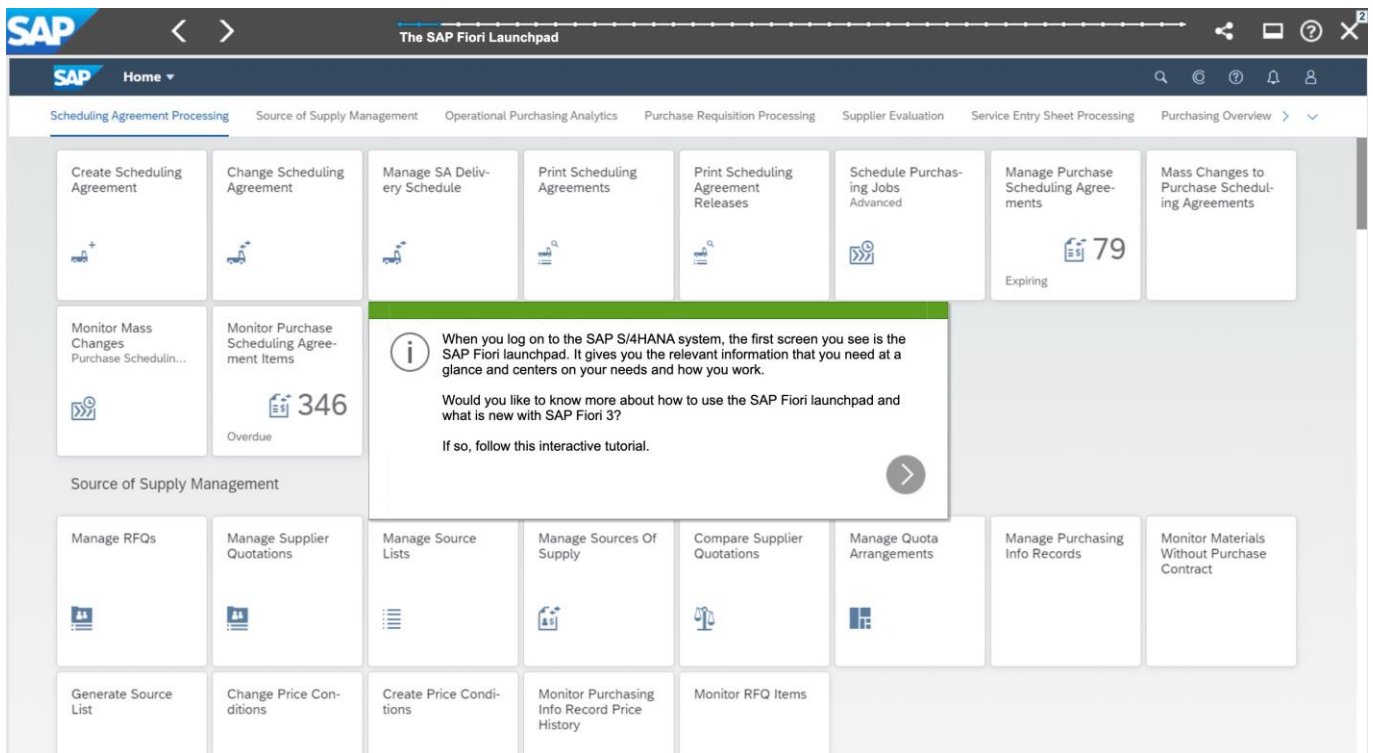 SAP
The SAP Fiori Launchpad
2
SAP Home
Scheduling Agreement Processing Source of Supply Management Operational Purchasing Analytics Purchase Requisition Processing Supplier Evaluation Service Entry Sheet Processing Purchasing Overview
Create Scheduling
Agreement
Change Scheduling
Agreement
Manage SA Deliv-
ery Schedule
Print Scheduling
Agreements
Print Scheduling
Agreement
Releases
Schedule Purchas-
ing Jobs
Advanced
Manage Purchase
Scheduling Agree-
ments
79
Expiring
Mass Changes to
Purchase Schedul-
ing Agreements
Monitor Mass
Changes
Purchase Schedulin...
Monitor Purchase
Scheduling Agree-
ment Items
346
Overdue
When you log on to the SAP S/4HANA system, the first screen you see is the
SAP Fiori launchpad. It gives you the relevant information that you need at a
glance and centers on your needs and how you work.
Would you like to know more about how to use the SAP Fiori launchpad and
what is new with SAP Fiori 3?
If so, follow this interactive tutorial.
Source of Supply Management
Manage RFQs
Manage Supplier
Quotations
Manage Source
Lists
Manage Sources Of
Supply
Compare Supplier
Quotations
Manage Quota
Arrangements
Manage Purchasing
Info Records
Monitor Materials
Without Purchase
Contract
Generate Source
List
Change Price Con-
ditions
Create Price Condi-
tions
Monitor Purchasing
Info Record Price
History
Monitor RFQ Items